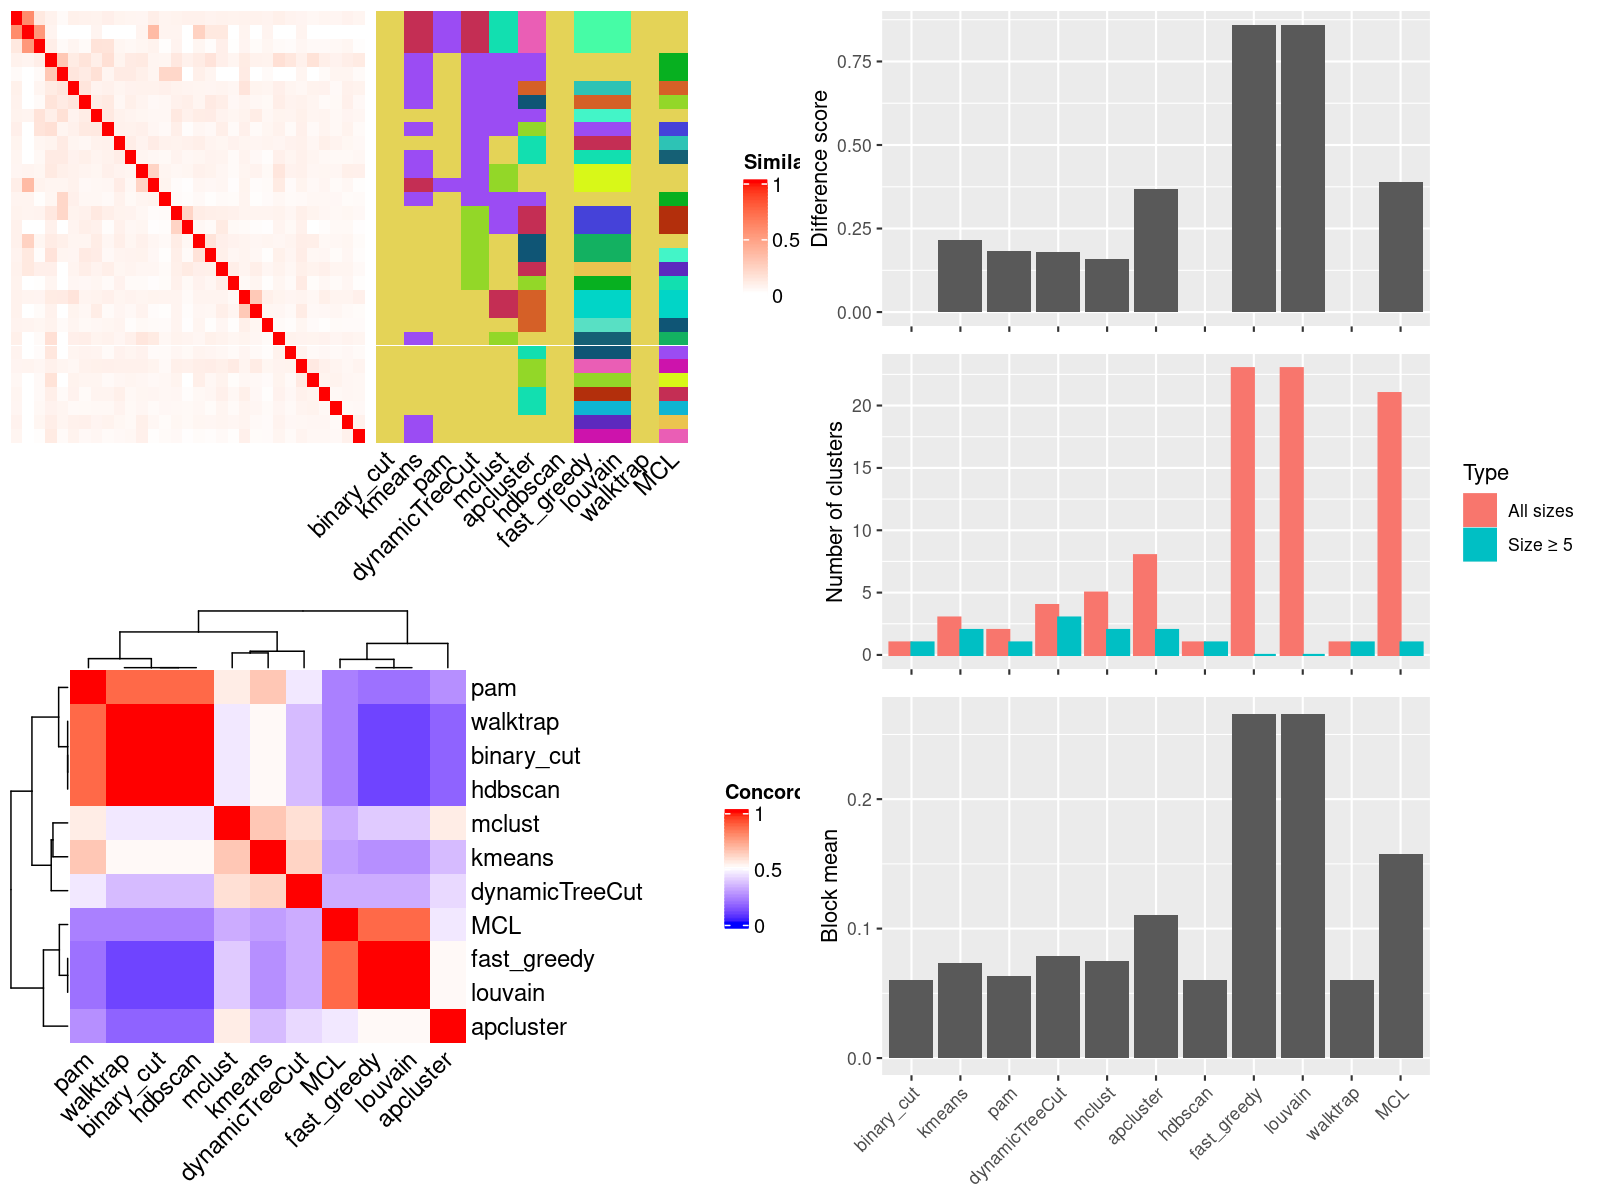 Simila
1
0.5
0
binary_cut
kmeans
pam
dynamicTreeCut
mclust
apcluster
hdbscan
fast_greedy
louvain
walktrap
MCL
Difference score
0.75
0.50
0.25
0.00
Number of clusters
20
15
10
5
0
Type
All sizes
Size ≥ 5
pam
walktrap
binary_cut
hdbscan
mclust
kmeans
dynamicTreeCut
MCL
fast_greedy
louvain
apcluster
pam
walktrap
binary_cut
hdbscan
mclust
kmeans
dynamicTreeCut
MCL
fast_greedy
louvain
apcluster
Concord
1
0.5
0
Block mean
0.2
0.1
0.0
binary_cut
kmeans
pam
dynamicTreeCut
mclust
apcluster
hdbscan
fast_greedy
louvain
walktrap
MCL